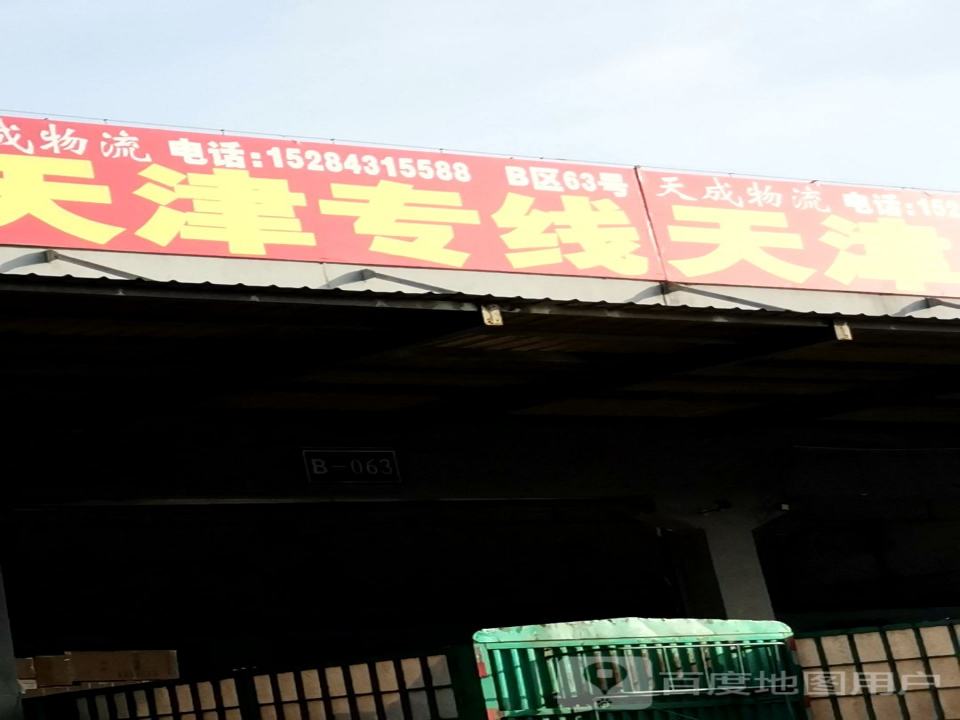 成物流 电话:15284315588 B区63号
天津专线
天成物流 电话:152
天津
B-063
百度地图用户